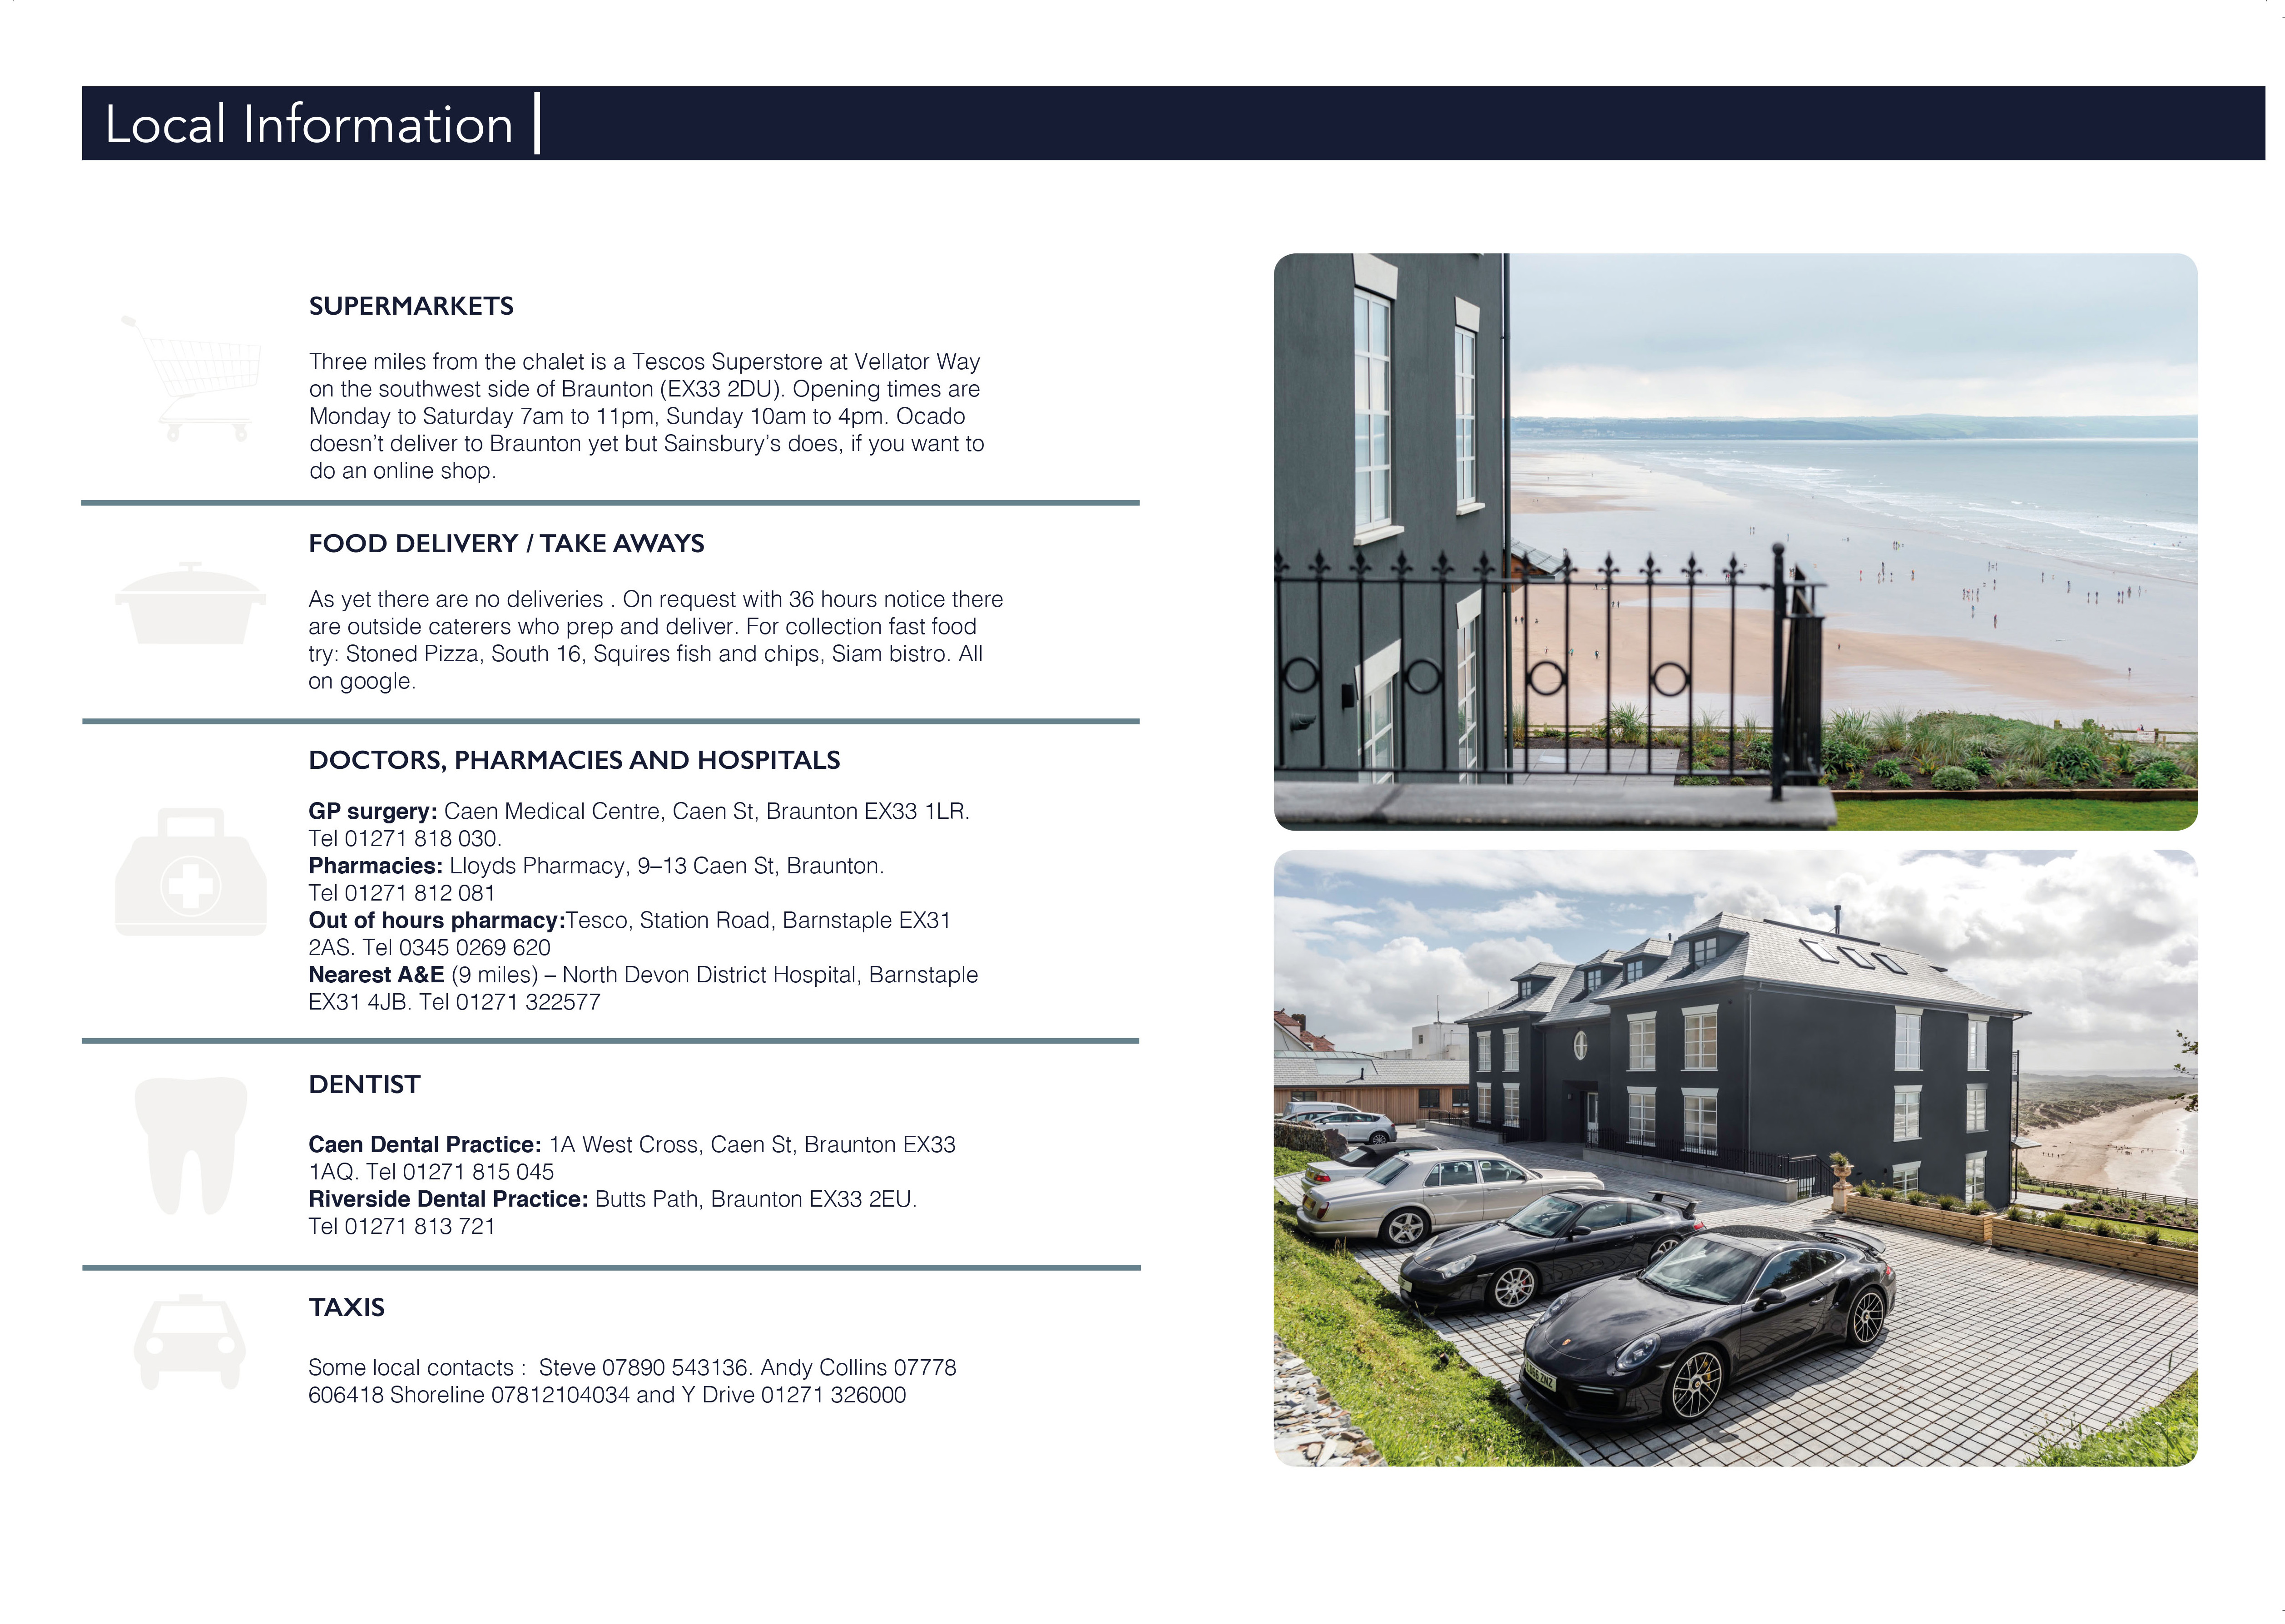 Local Information
SUPERMARKETS
Three miles from the chalet is a Tescos Superstore at Vellator Way
on the southwest side of Braunton (EX33 2DU). Opening times are
Monday to Saturday 7am to 11pm, Sunday 10am to 4pm. Ocado
doesn’t deliver to Braunton yet but Sainsbury’s does, if you want to
do an online shop.
FOOD DELIVERY / TAKE AWAYS
As yet there are no deliveries . On request with 36 hours notice there
are outside caterers who prep and deliver. For collection fast food
try: Stoned Pizza, South 16, Squires fish and chips, Siam bistro. All
on google.
DOCTORS, PHARMACIES AND HOSPITALS
GP surgery: Caen Medical Centre, Caen St, Braunton EX33 1LR.
Tel 01271 818 030.
Pharmacies: Lloyds Pharmacy, 9–13 Caen St, Braunton.
Tel 01271 812 081
Out of hours pharmacy:Tesco, Station Road, Barnstaple EX31
2AS. Tel 0345 0269 620
Nearest A&E (9 miles) – North Devon District Hospital, Barnstaple
EX31 4JB. Tel 01271 322577
DENTIST
Caen Dental Practice: 1A West Cross, Caen St, Braunton EX33
1AQ. Tel 01271 815 045
Riverside Dental Practice: Butts Path, Braunton EX33 2EU.
Tel 01271 813 721
TAXIS
Some local contacts :  Steve 07890 543136. Andy Collins 07778
606418 Shoreline 07812104034 and Y Drive 01271 326000